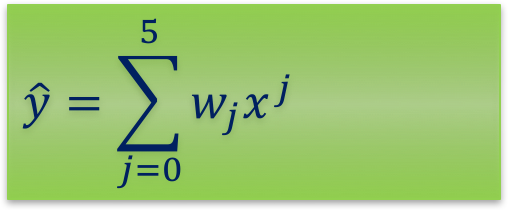 ŷ = ∑_{j=0}^{5} w_j x^j